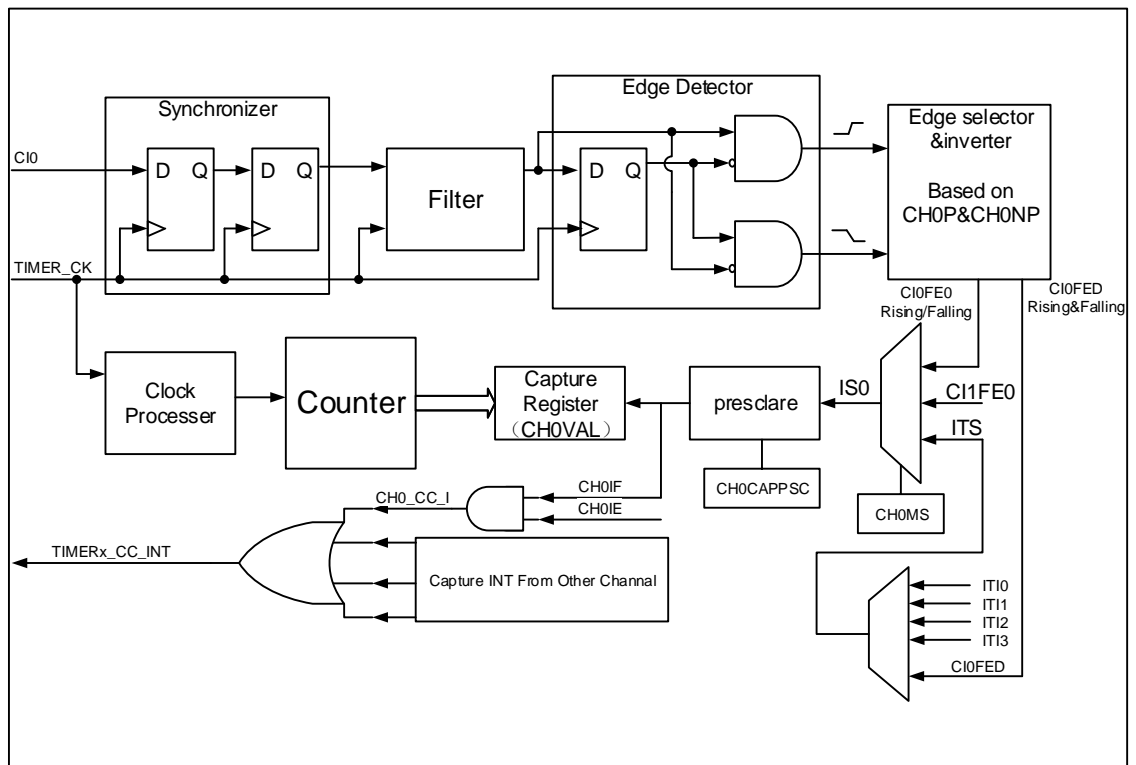 Synchronizer
Edge Detector
Edge selector
&inverter
Based on
CH0P&CH0NP
CI0
D Q
D Q
Filter
D Q
TIMER_CK
CI0FE0
Rising/Falling
CI0FED
Rising&Falling
Clock
Processer
Counter
Capture
Register
（CH0VAL）
presclare
IS0
CI1FE0
ITS
CH0CAPPSC
CH0MS
CH0_CC_I
CH0IF
CH0IE
TIMERx_CC_INT
Capture INT From Other Channal
ITI0
ITI1
ITI2
ITI3
CI0FED